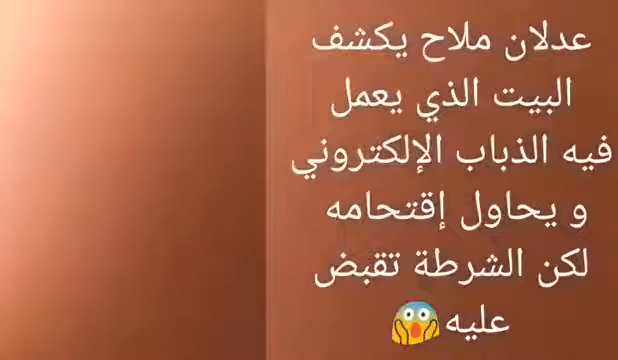 عدلان ملاح يكشف
البيت الذي يعمل
فيه الذباب الإلكتروني
و يحاول إقتحامه
لكن الشرطة تقبض
عليه😱